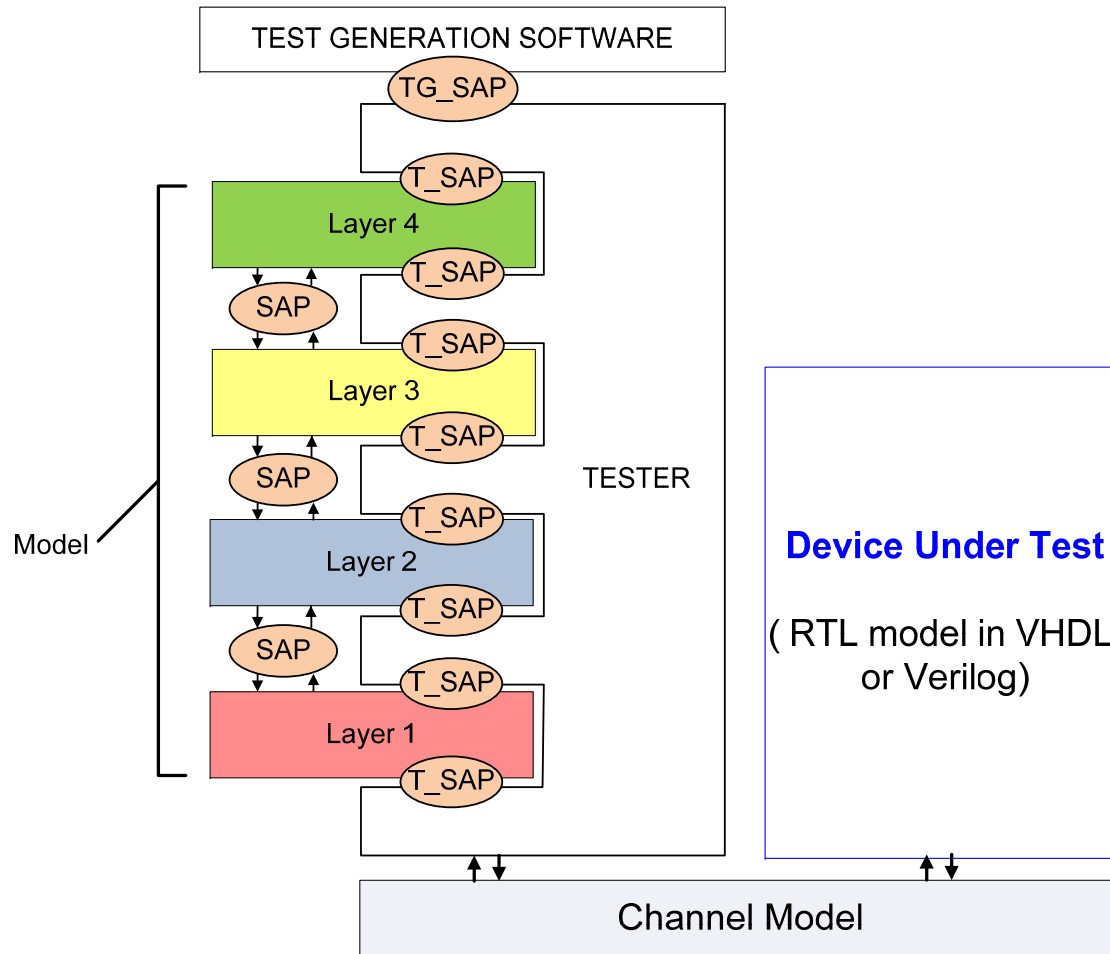 TEST GENERATION SOFTWARE
TG_SAP
T_SAP
Layer 4
T_SAP
SAP
T_SAP
Layer 3
T_SAP
SAP
TESTER
T_SAP
Model
Layer 2
T_SAP
SAP
T_SAP
Layer 1
T_SAP
Device Under Test
( RTL model in VHDL
or Verilog)
Channel Model